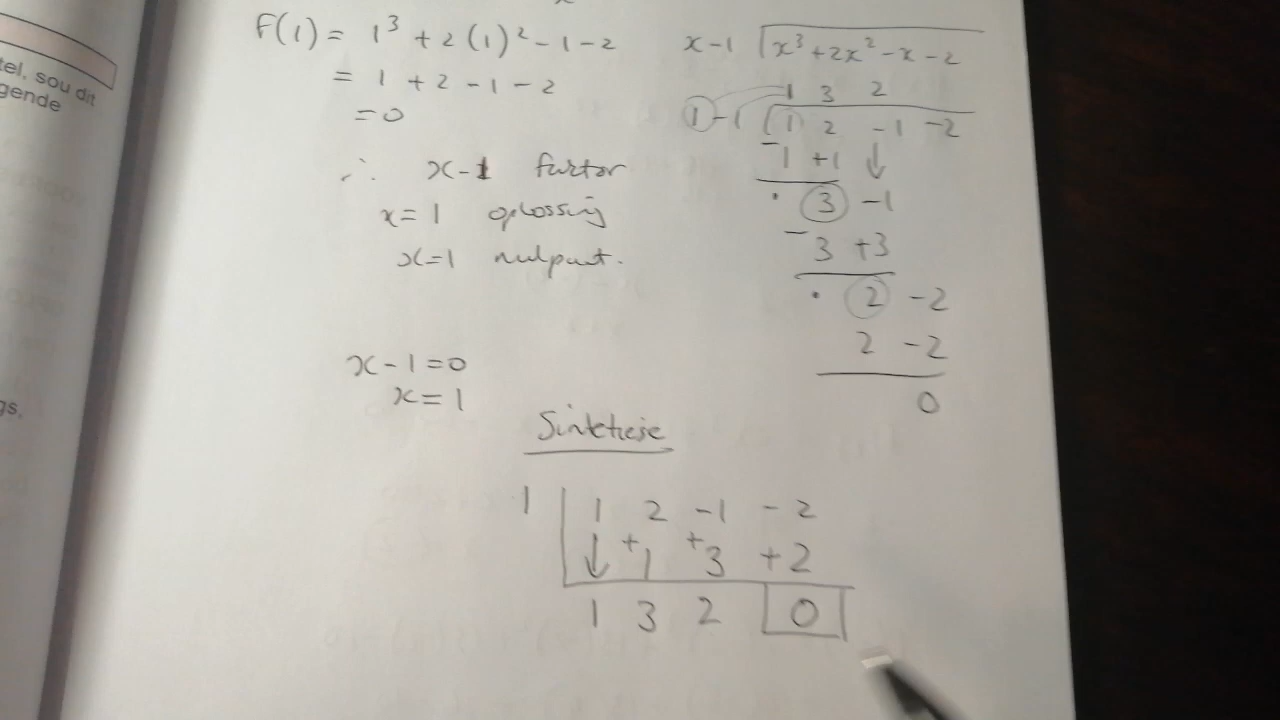 tel, sou dit
gende
gs.
F(1) = 1³ + 2(1)² - 1 - 2
= 1 + 2 - 1 - 2
= 0
∴ x-1 faktor
x = 1 oplossing
x=1 nulpunt.
x - 1 = 0
x = 1
x-1 x³+2x²-x-2
1 3 2
1-1 1 2 -1 -2
- 1 +1 ↓
· 3 -1
- 3 +3
· 2 -2
2 -2
0
Sintetiese
1 1 2 -1 -2
↓ +1 +3 +2
1 3 2 0